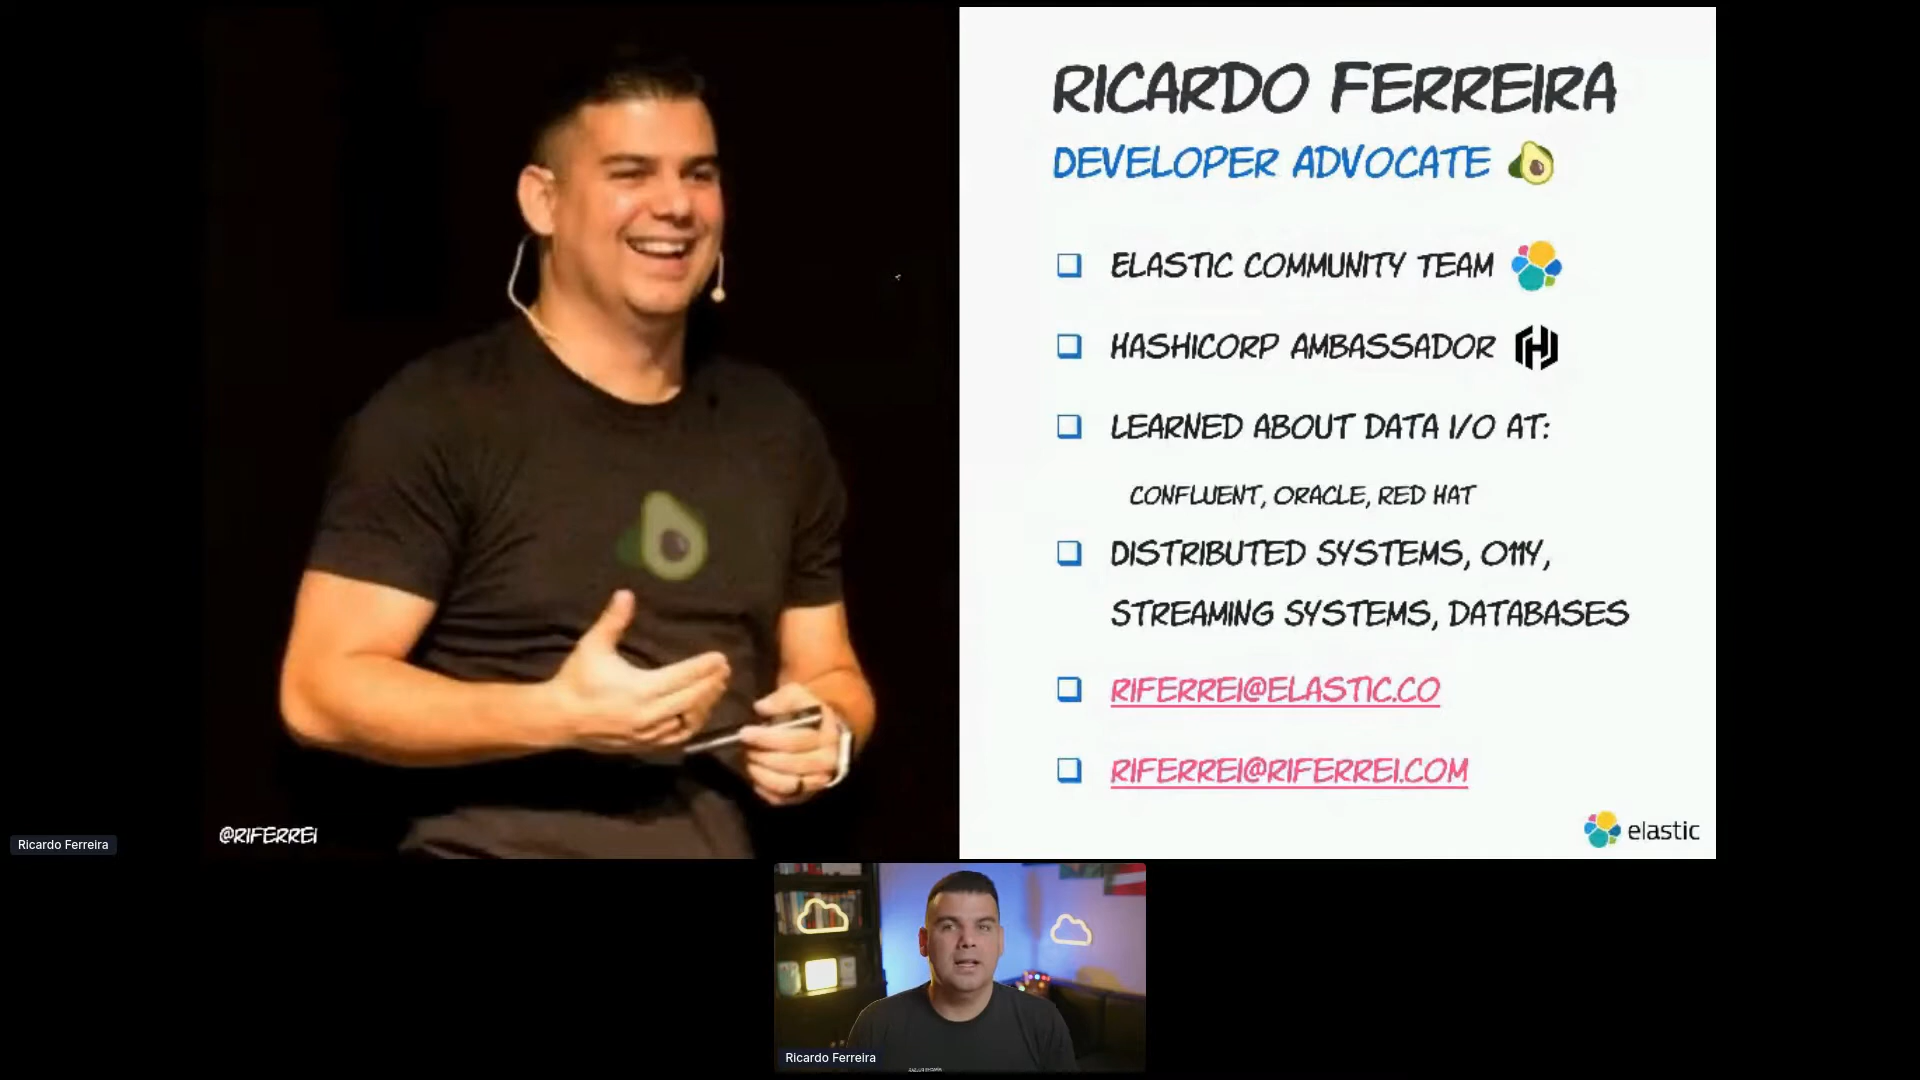 RICARDO FERREIRA
DEVELOPER ADVOCATE
ELASTIC COMMUNITY TEAM
HASHICORP AMBASSADOR
LEARNED ABOUT DATA I/O AT:
CONFLUENT, ORACLE, RED HAT
DISTRIBUTED SYSTEMS, O11Y,
STREAMING SYSTEMS, DATABASES
RIFERREI@ELASTIC.CO
RIFERREI@RIFERREI.COM
elastic
@RIFERREI
Ricardo Ferreira
Ricardo Ferreira